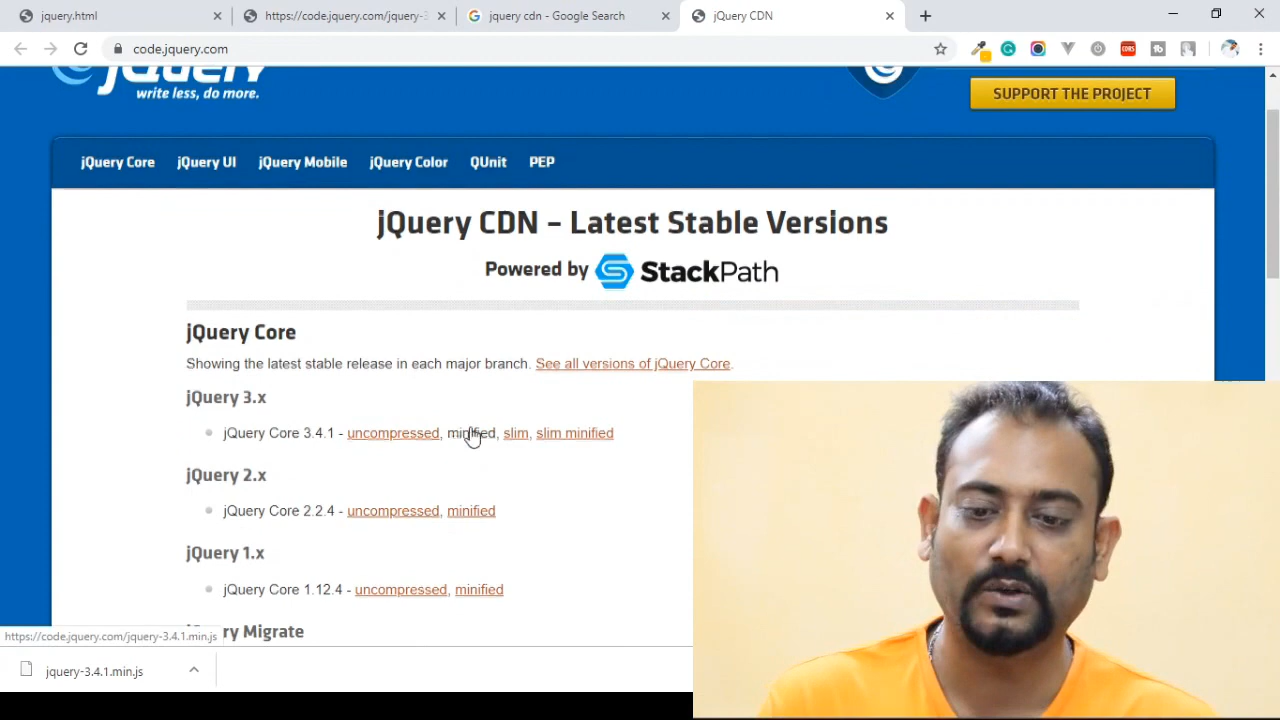 jquery.html
https://code.jquery.com/jquery-3
jquery cdn - Google Search
jQuery CDN
code.jquery.com
CORS
jQuery
write less, do more.
SUPPORT THE PROJECT
jQuery Core
jQuery UI
jQuery Mobile
jQuery Color
QUnit
PEP
jQuery CDN – Latest Stable Versions
Powered by StackPath
jQuery Core
Showing the latest stable release in each major branch. See all versions of jQuery Core.
jQuery 3.x
jQuery Core 3.4.1 - uncompressed, minified, slim, slim minified
jQuery 2.x
jQuery Core 2.2.4 - uncompressed, minified
jQuery 1.x
jQuery Core 1.12.4 - uncompressed, minified
ry Migrate
https://code.jquery.com/jquery-3.4.1.min.js
jquery-3.4.1.min.js